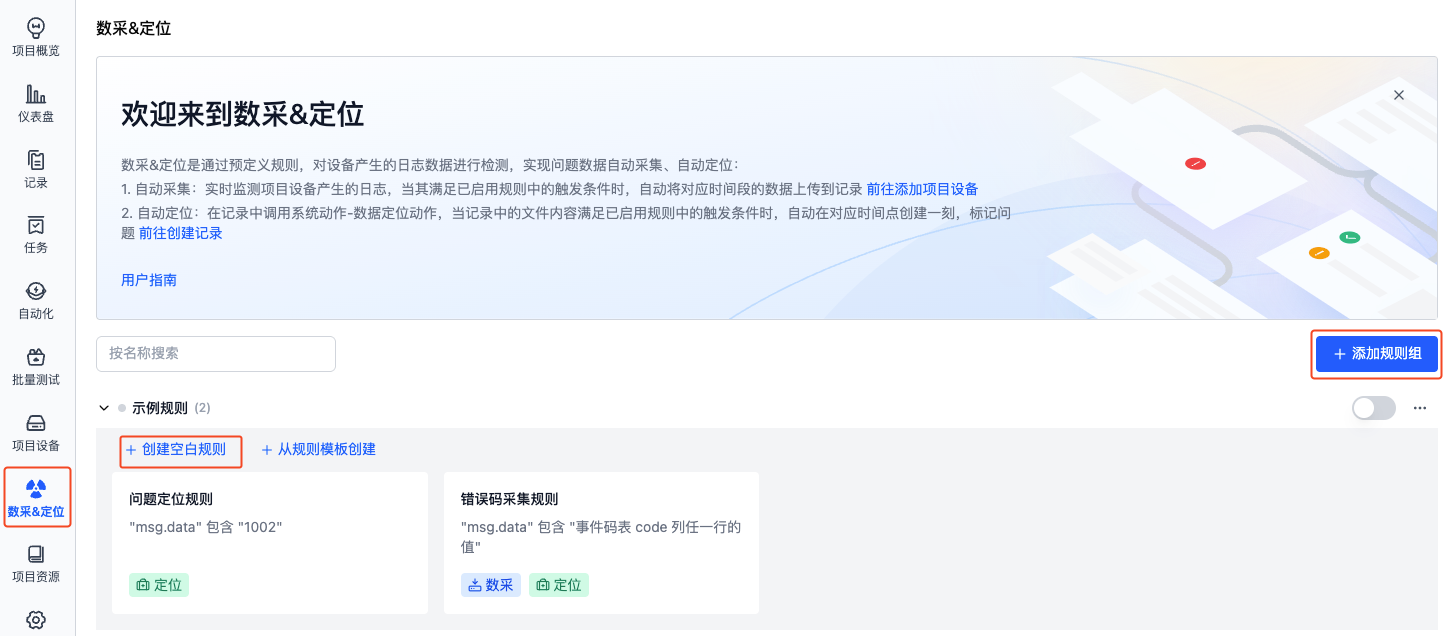 项目概览
仪表盘
记录
任务
自动化
批量测试
项目设备
数采&定位
项目资源
数采&定位
欢迎来到数采&定位
数采&定位是通过预定义规则，对设备产生的日志数据进行检测，实现问题数据自动采集、自动定位：
1. 自动采集：实时监测项目设备产生的日志，当其满足已启用规则中的触发条件时，自动将对应时间段的数据上传到记录 前往添加项目设备
2. 自动定位：在记录中调用系统动作-数据定位动作，当记录中的文件内容满足已启用规则中的触发条件时，自动在对应时间点创建一刻，标记问
题 前往创建记录
用户指南
按名称搜索
+ 添加规则组
示例规则 (2)
+ 创建空白规则 + 从规则模板创建
问题定位规则
"msg.data" 包含 "1002"
定位
错误码采集规则
"msg.data" 包含 "事件码表 code 列任一行的
值"
数采 定位